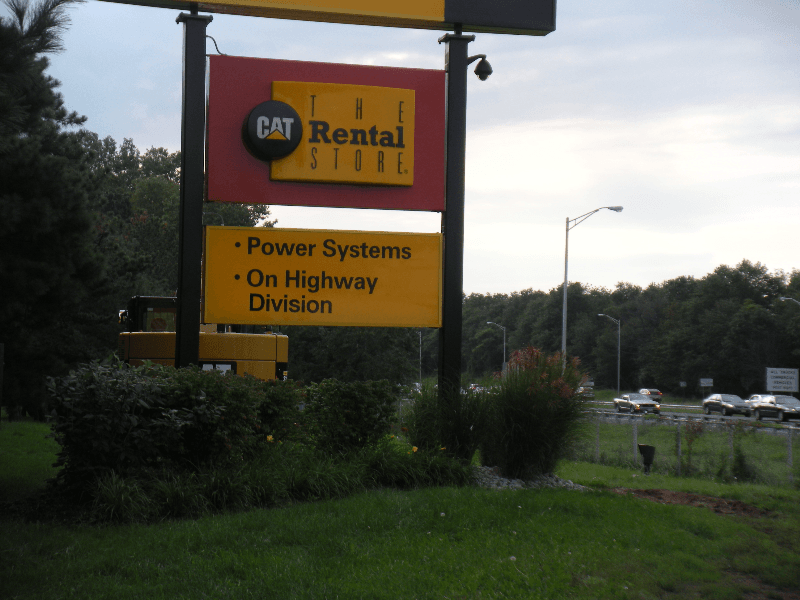 CAT
THE
Rental
STORE®
• Power Systems
• On Highway
Division